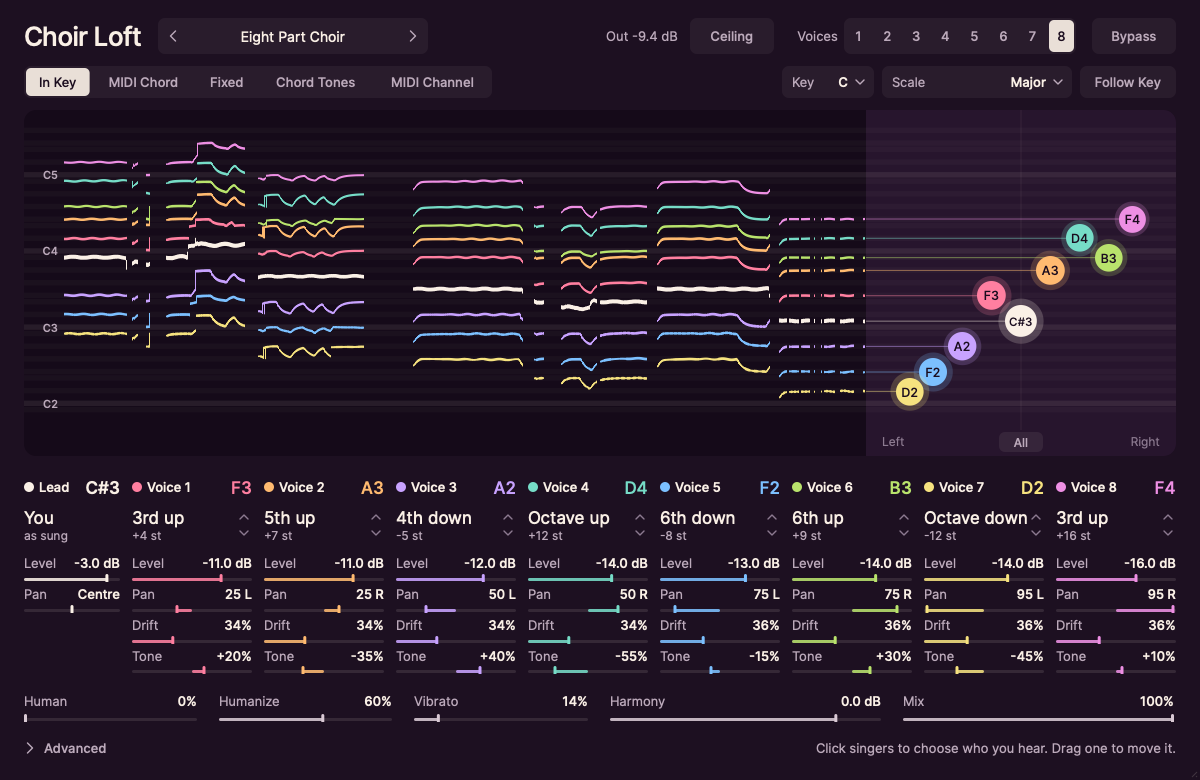 Choir Loft
Eight Part Choir
Out -9.4 dB
Ceiling
Voices 1 2 3 4 5 6 7 8
Bypass
In Key MIDI Chord Fixed Chord Tones MIDI Channel
Key C
Scale Major
Follow Key
C5
C4
C3
C2
F4
D4
B3
A3
F3
C#3
A2
F2
D2
Left All Right
Lead C#3 Voice 1 F3 Voice 2 A3 Voice 3 A2 Voice 4 D4 Voice 5 F2 Voice 6 B3 Voice 7 D2 Voice 8 F4
You 3rd up 5th up 4th down Octave up 6th down 6th up Octave down 3rd up
as sung +4 st +7 st -5 st +12 st -8 st +9 st -12 st +16 st
Level -3.0 dB Level -11.0 dB Level -11.0 dB Level -12.0 dB Level -14.0 dB Level -13.0 dB Level -14.0 dB Level -14.0 dB Level -16.0 dB
Pan Centre Pan 25 L Pan 25 R Pan 50 L Pan 50 R Pan 75 L Pan 75 R Pan 95 L Pan 95 R
Drift 34% Drift 34% Drift 34% Drift 34% Drift 36% Drift 36% Drift 36% Drift 36%
Tone +20% Tone -35% Tone +40% Tone -55% Tone -15% Tone +30% Tone -45% Tone +10%
Human 0% Humanize 60% Vibrato 14% Harmony 0.0 dB Mix 100%
Advanced
Click singers to choose who you hear. Drag one to move it.